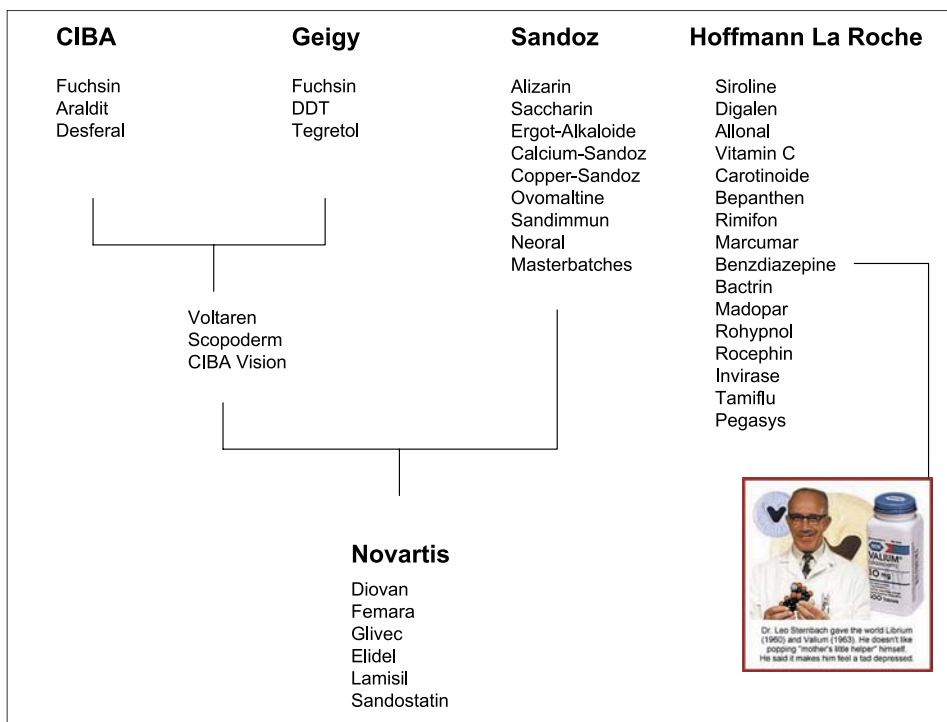 CIBA
Fuchsin
Araldit
Desferal
Geigy
Fuchsin
DDT
Tegretol
Sandoz
Alizarin
Saccharin
Ergot-Alkaloide
Calcium-Sandoz
Copper-Sandoz
Ovomaltine
Sandimmun
Neoral
Masterbatches
Hoffmann La Roche
Siroline
Digalen
Allonal
Vitamin C
Carotinoide
Bepanthen
Rimifon
Marcumar
Benzdiazepine
Bactrin
Madopar
Rohypnol
Rocephin
Invirase
Tamiflu
Pegasys
Voltaren
Scopoderm
CIBA Vision
Novartis
Diovan
Femara
Glivec
Elidel
Lamisil
Sandostatin
VALIUM
10 mg
500 Tablets
Dr. Leo Sternbach gave the world Librium
(1960) and Valium (1963). He doesn't like
popping "mother's little helper" himself.
He said it makes him feel a tad depressed.